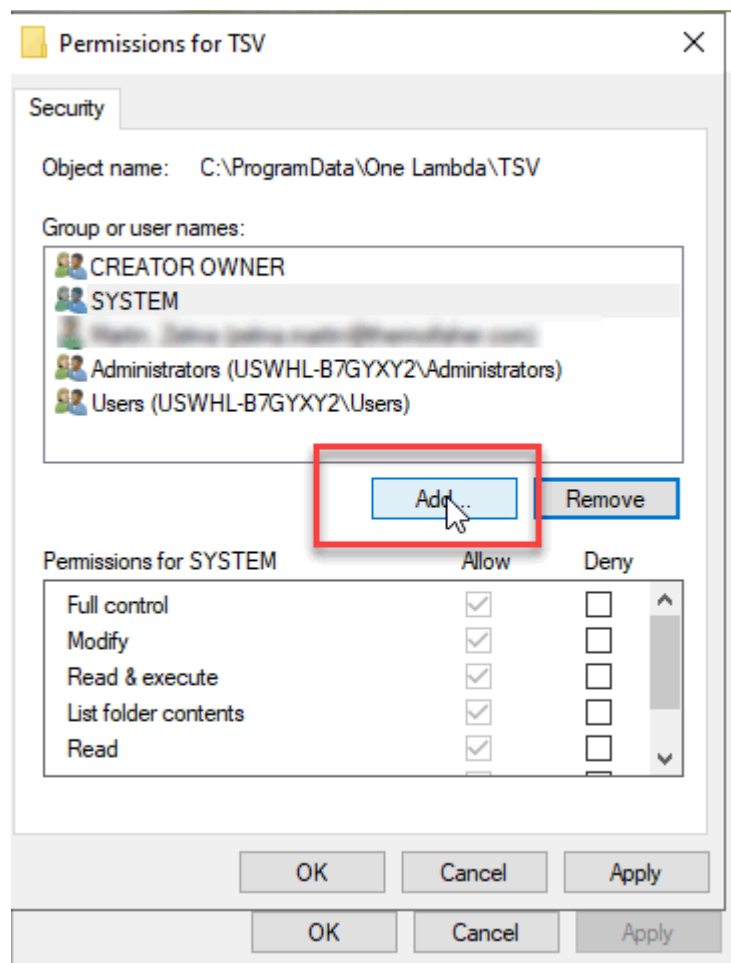 Permissions for TSV
Security
Object name: C:\ProgramData\One Lambda\TSV
Group or user names:
CREATOR OWNER
SYSTEM
Administrators (USWHL-B7GYXY2\Administrators)
Users (USWHL-B7GYXY2\Users)
Add... Remove
Permissions for SYSTEM Allow Deny
Full control
Modify
Read & execute
List folder contents
Read
OK Cancel Apply
OK Cancel Apply